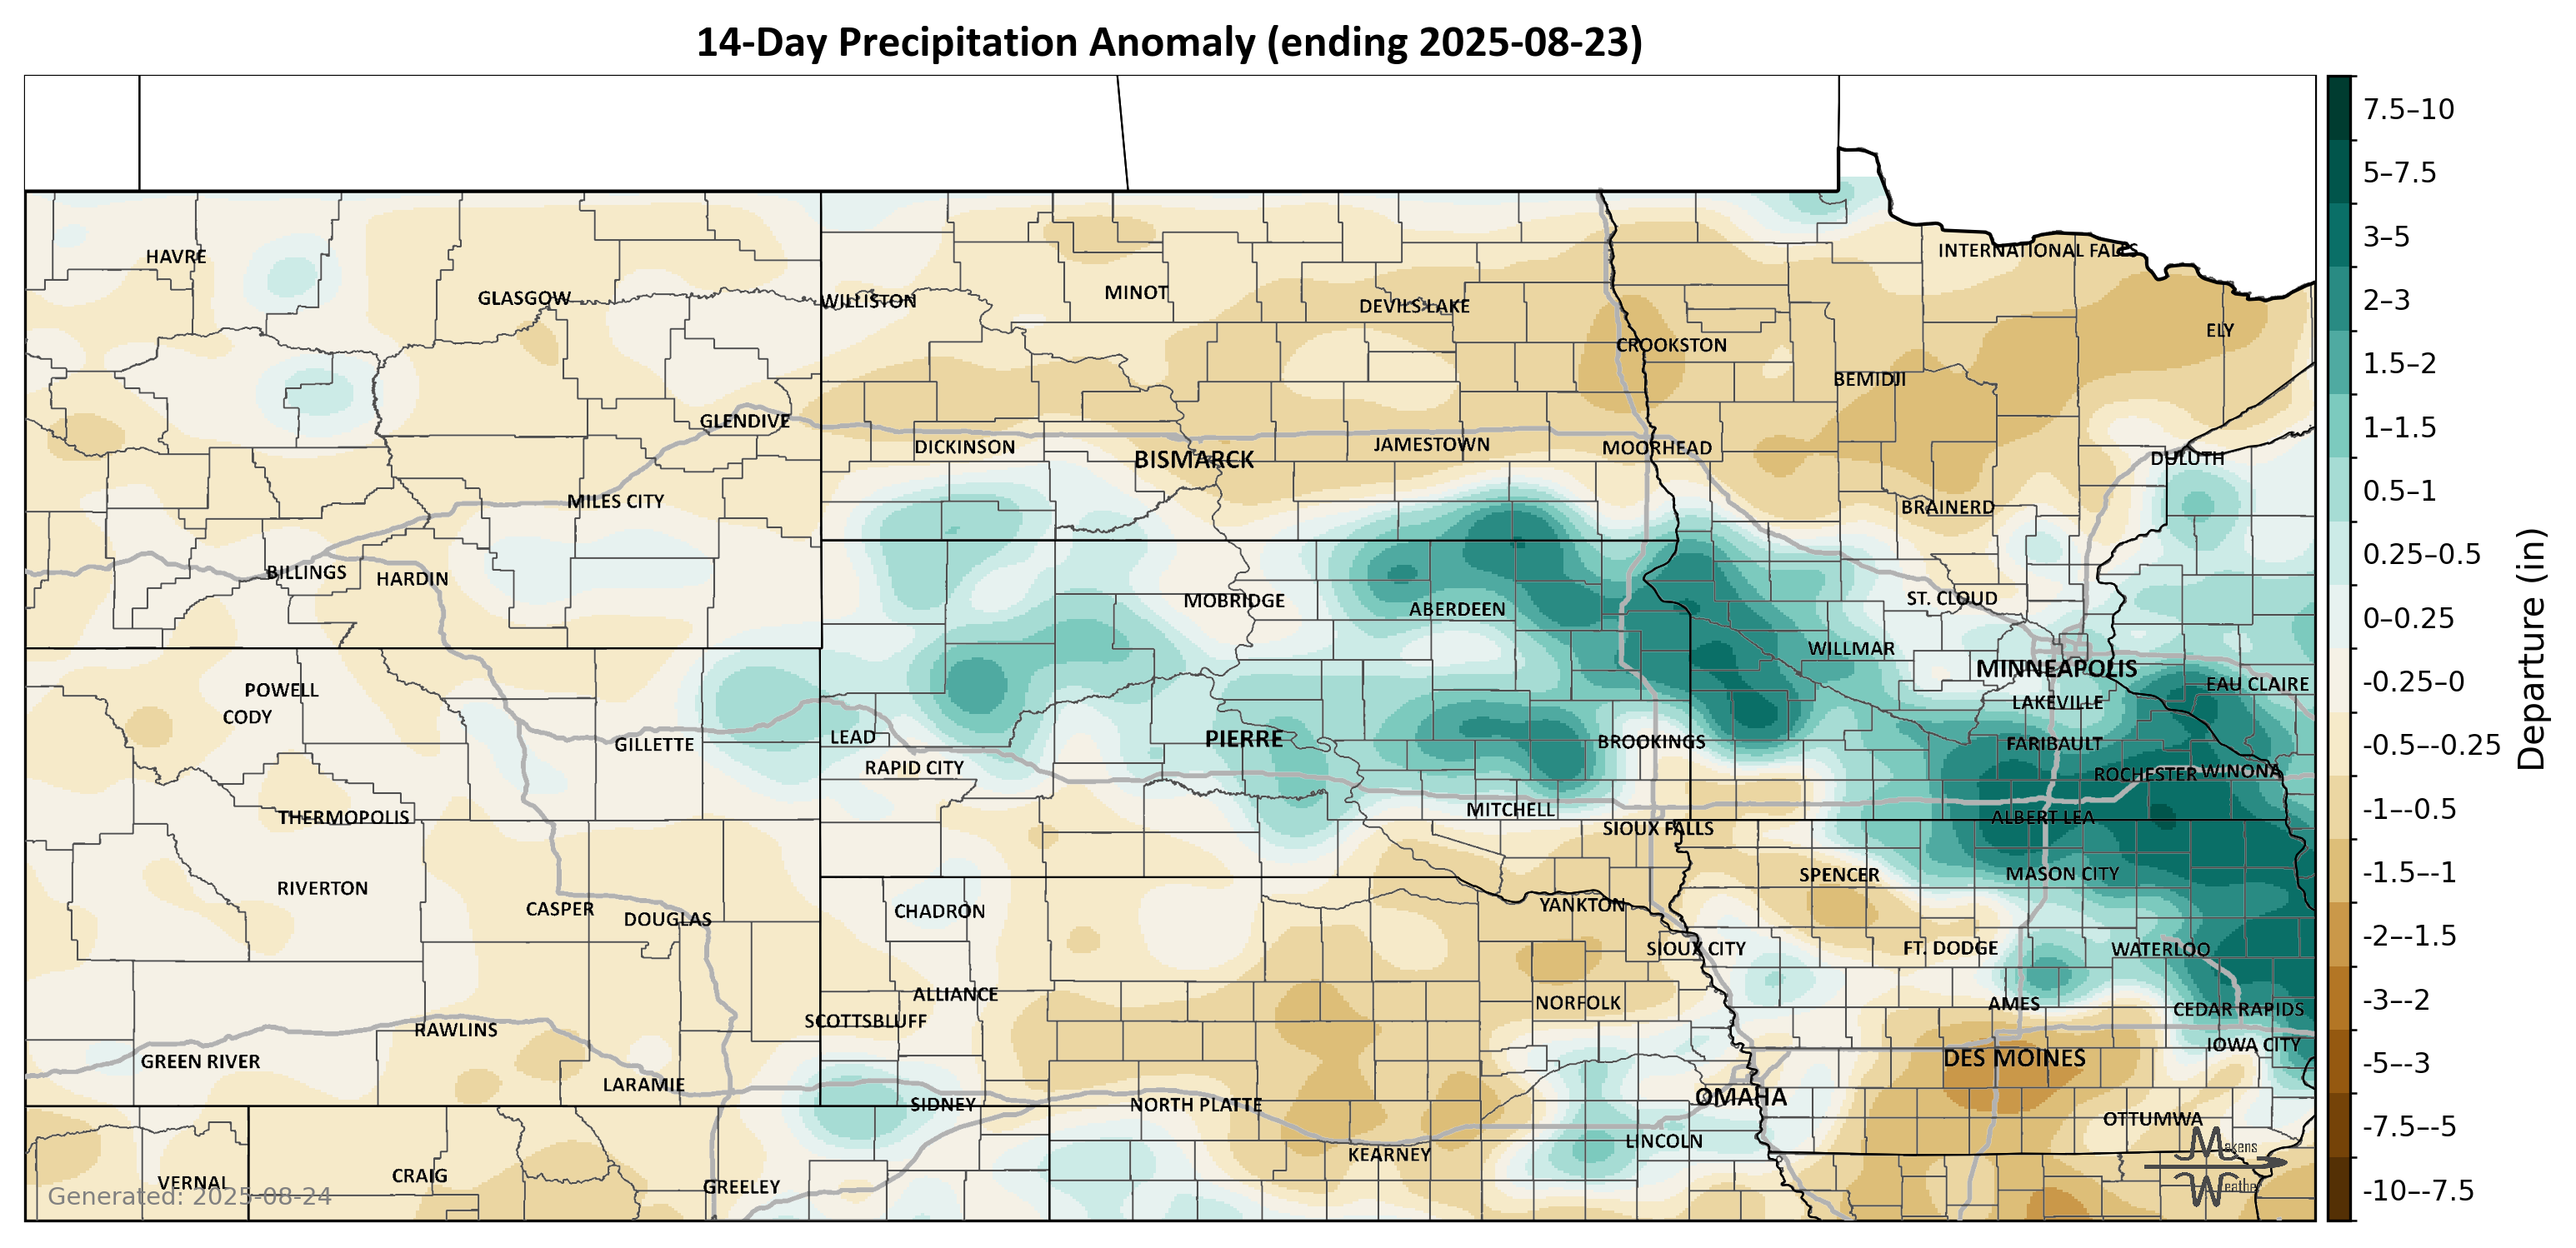 14-Day Precipitation Anomaly (ending 2025-08-23)
INTERNATIONAL FALLS
HAVRE
GLASGOW
WILLISTON
MINOT
DEVILS LAKE
ELY
CROOKSTON
BEMIDJI
GLENDIVE
DICKINSON
BISMARCK
JAMESTOWN
MOORHEAD
DULUTH
MILES CITY
BRAINERD
BILLINGS
HARDIN
MOBRIDGE
ABERDEEN
ST. CLOUD
WILLMAR
MINNEAPOLIS
POWELL
EAU CLAIRE
CODY
LAKEVILLE
GILLETTE
LEAD
PIERRE
BROOKINGS
FARIBAULT
RAPID CITY
ROCHESTER
WINONA
THERMOPOLIS
MITCHELL
ALBERT LEA
SIOUX FALLS
RIVERTON
SPENCER
MASON CITY
CASPER
DOUGLAS
CHADRON
YANKTON
SIOUX CITY
FT. DODGE
WATERLOO
ALLIANCE
NORFOLK
AMES
CEDAR RAPIDS
SCOTTSBLUFF
RAWLINS
IOWA CITY
GREEN RIVER
DES MOINES
LARAMIE
SIDNEY
NORTH PLATTE
OMAHA
OTTUMWA
LINCOLN
KEARNEY
VERNAL
CRAIG
GREELEY
Generated: 2025-08-24
Makens
Weather
7.5–10
5–7.5
3–5
2–3
1.5–2
1–1.5
0.5–1
0.25–0.5
0–0.25
-0.25–0
-0.5–-0.25
-1–-0.5
-1.5–-1
-2–-1.5
-3–-2
-5–-3
-7.5–-5
-10–-7.5
Departure (in)